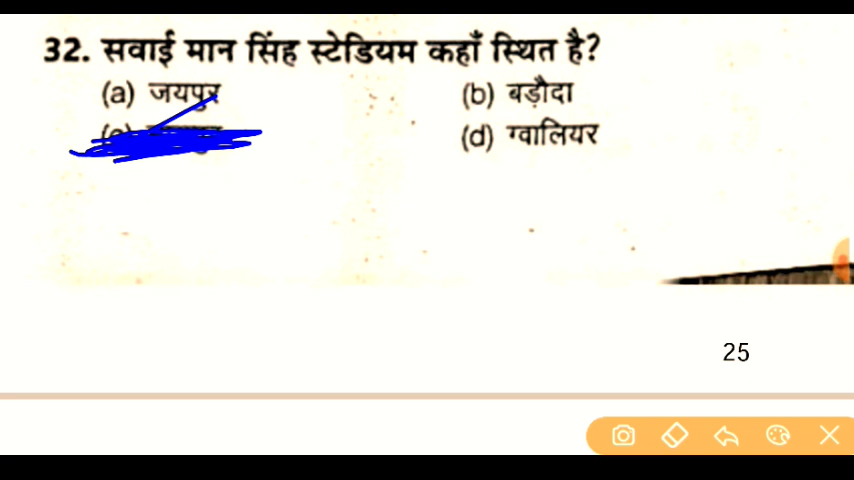 32. सवाई मान सिंह स्टेडियम कहाँ स्थित है?
(a) जयपुर (b) बड़ौदा
(d) ग्वालियर
25